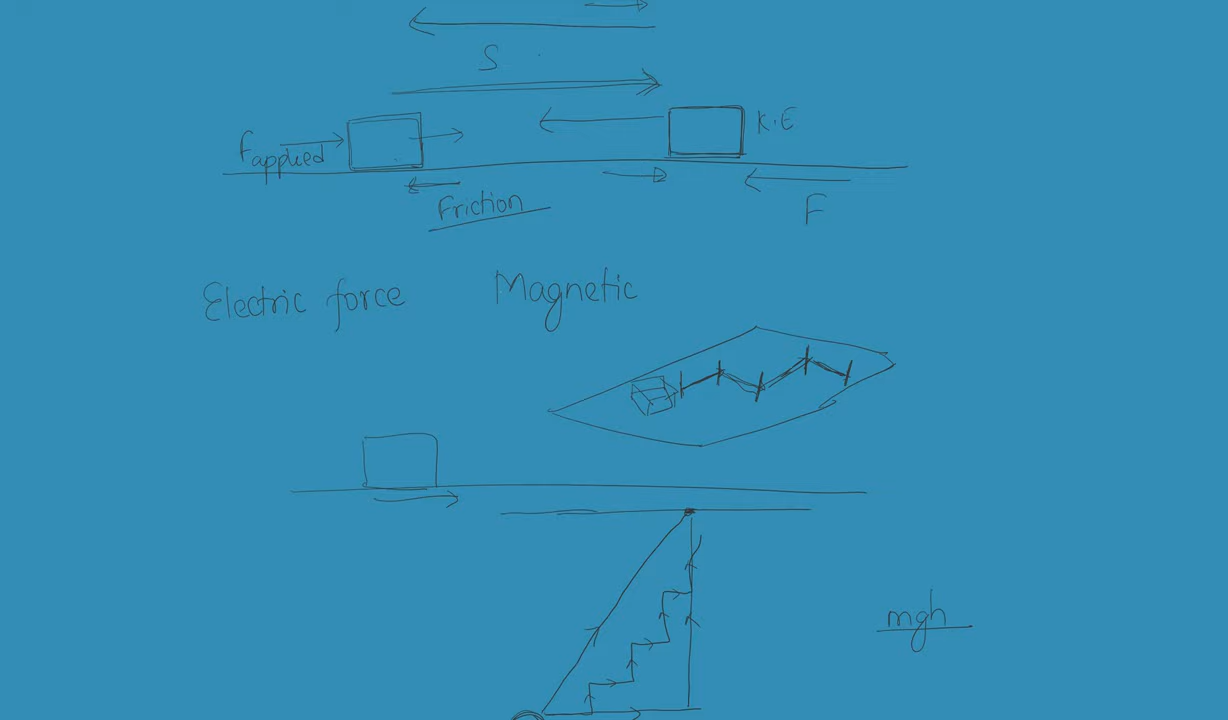 S
K.E
Fapplied
Friction
F
Electric force Magnetic
mgh